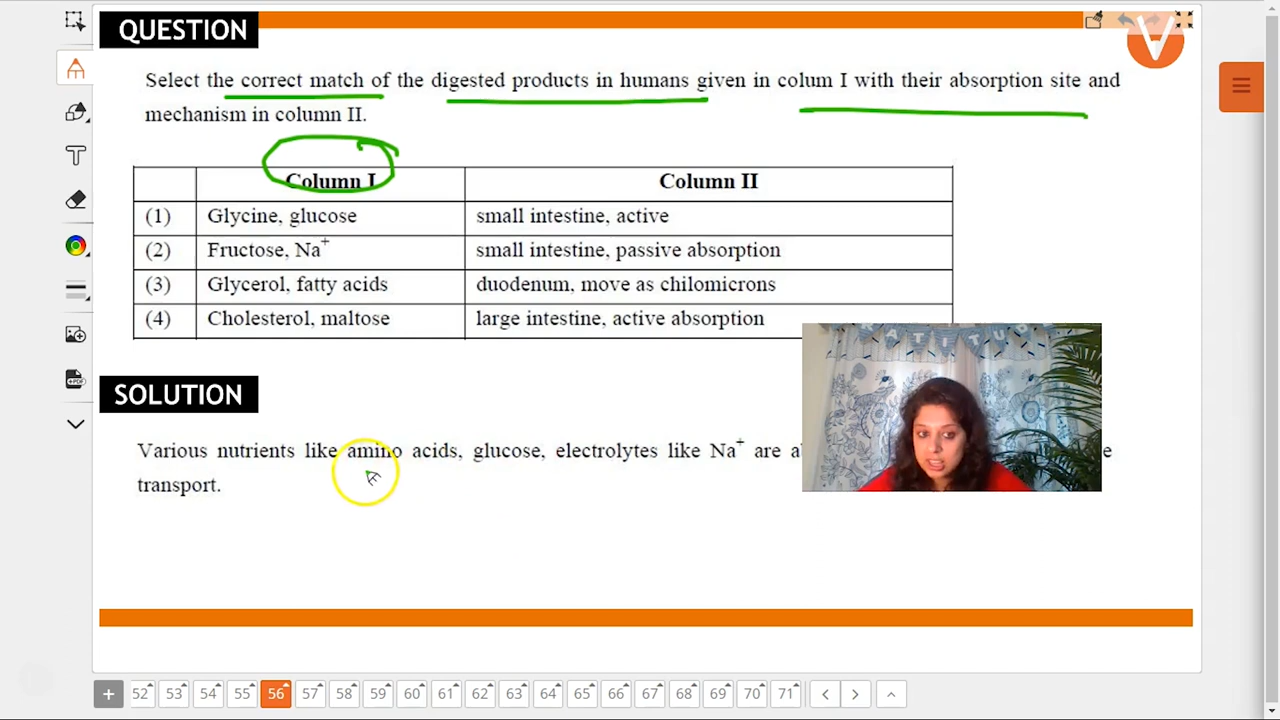 QUESTION
Select the correct match of the digested products in humans given in colum I with their absorption site and
mechanism in column II.
Column I Column II
(1) Glycine, glucose small intestine, active
(2) Fructose, Na+ small intestine, passive absorption
(3) Glycerol, fatty acids duodenum, move as chilomicrons
(4) Cholesterol, maltose large intestine, active absorption
SOLUTION
Various nutrients like amino acids, glucose, electrolytes like Na+ are
transport.
52 53 54 55 56 57 58 59 60 61 62 63 64 65 66 67 68 69 70 71